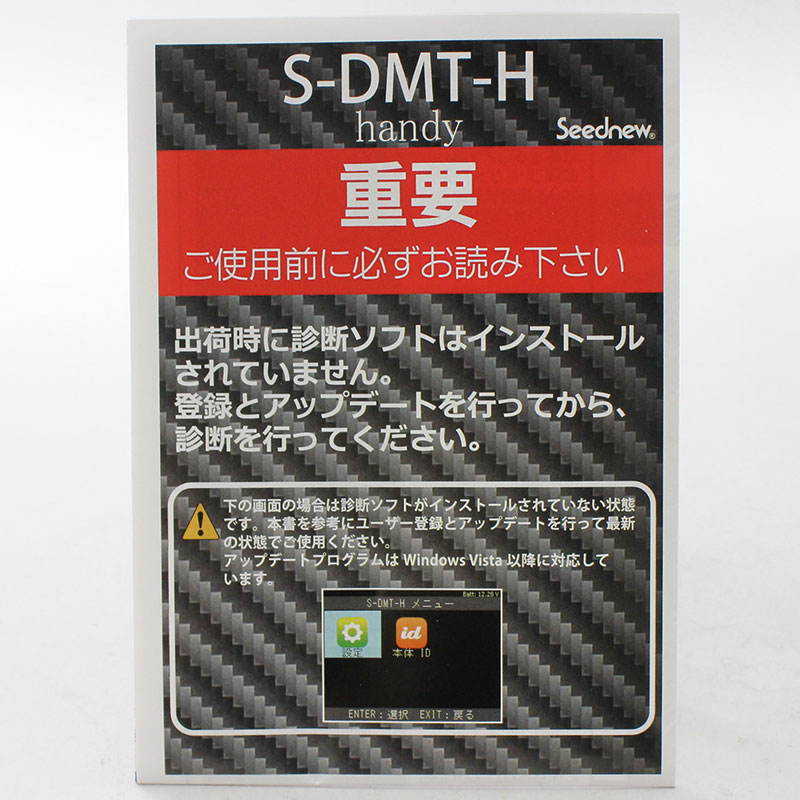 S-DMT-H
handy
Seednew®
重要
ご使用前に必ずお読み下さい
出荷時に診断ソフトはインストール
されていません。
登録とアップデートを行ってから、
診断を行ってください。
下の画面の場合は診断ソフトがインストールされていない状態
です。本書を参考にユーザー登録とアップデートを行って最新
の状態でご使用ください。
アップデートプログラムは Windows Vista 以降に対応して
います。
Batt: 12.28 V
S-DMT-H メニュー
id
設定 本体 ID
ENTER：選択 EXIT：戻る